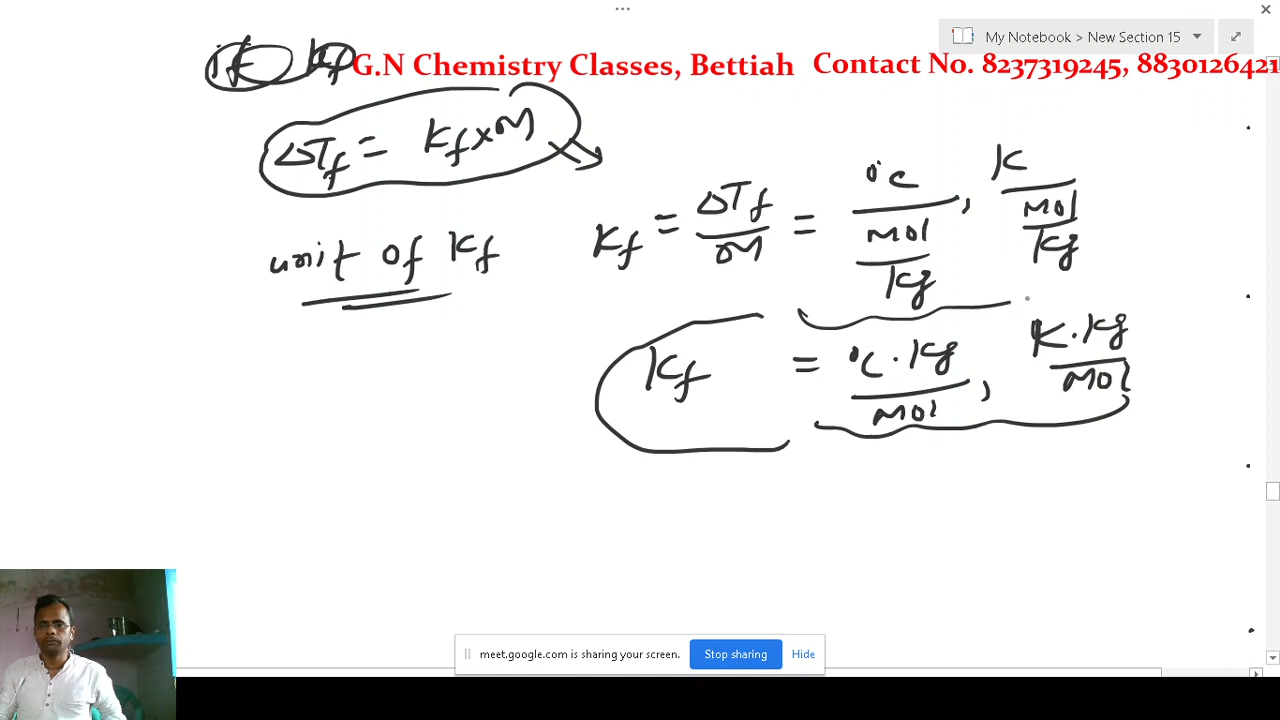 My Notebook > New Section 15
G.N Chemistry Classes, Bettiah Contact No. 8237319245, 8830126421
ΔTf = Kf × m
unit of Kf
Kf = ΔTf / m = °C / mol / Kg , K / mol / Kg
Kf = °C · Kg / mol , K · Kg / mol
meet.google.com is sharing your screen. Stop sharing Hide